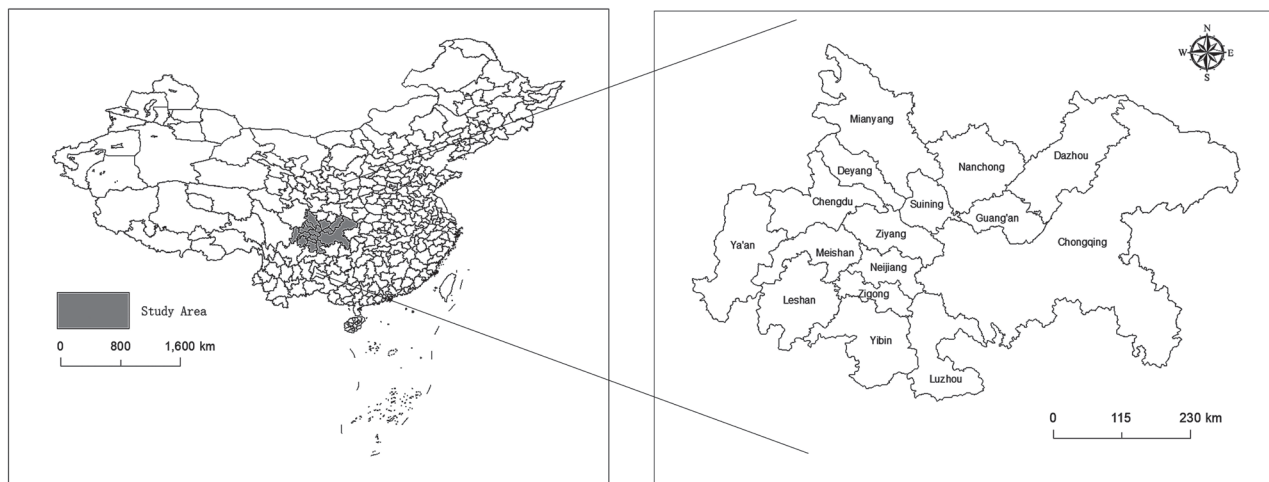 Study Area
0 800 1,600 km
N
W E
S
Mianyang
Dazhou
Nanchong
Deyang
Chengdu
Suining
Guang'an
Ziyang
Chongqing
Ya'an
Meishan
Neijiang
Zigong
Leshan
Yibin
Luzhou
0 115 230 km